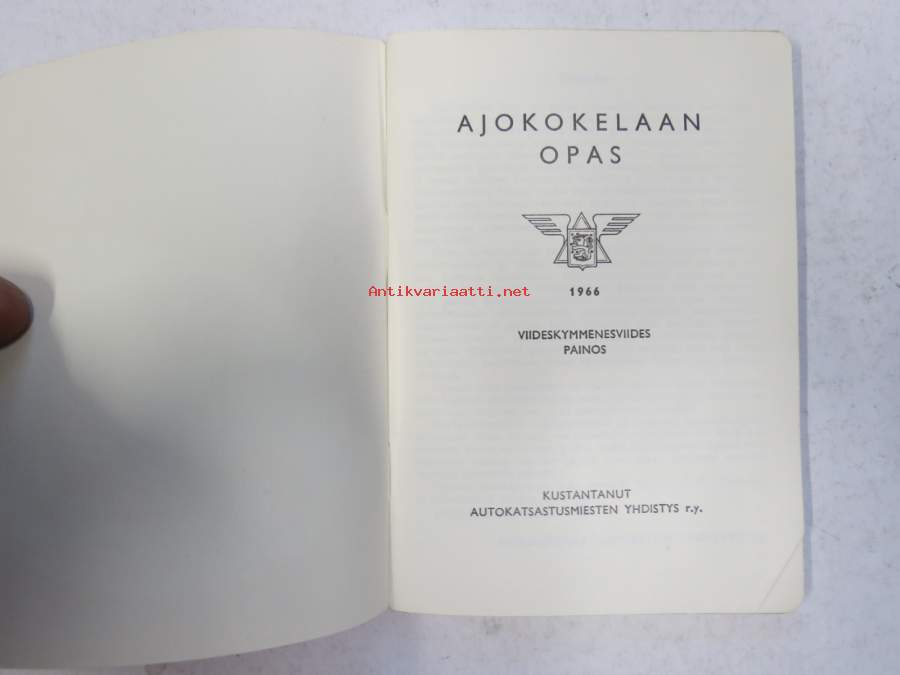 AJOKOKELAAN
OPAS
Antikvariaatti.net
1966
VIIDESKYMMENESVIIDES
PAINOS
KUSTANTANUT
AUTOKATSASTUSMIESTEN YHDISTYS r.y.